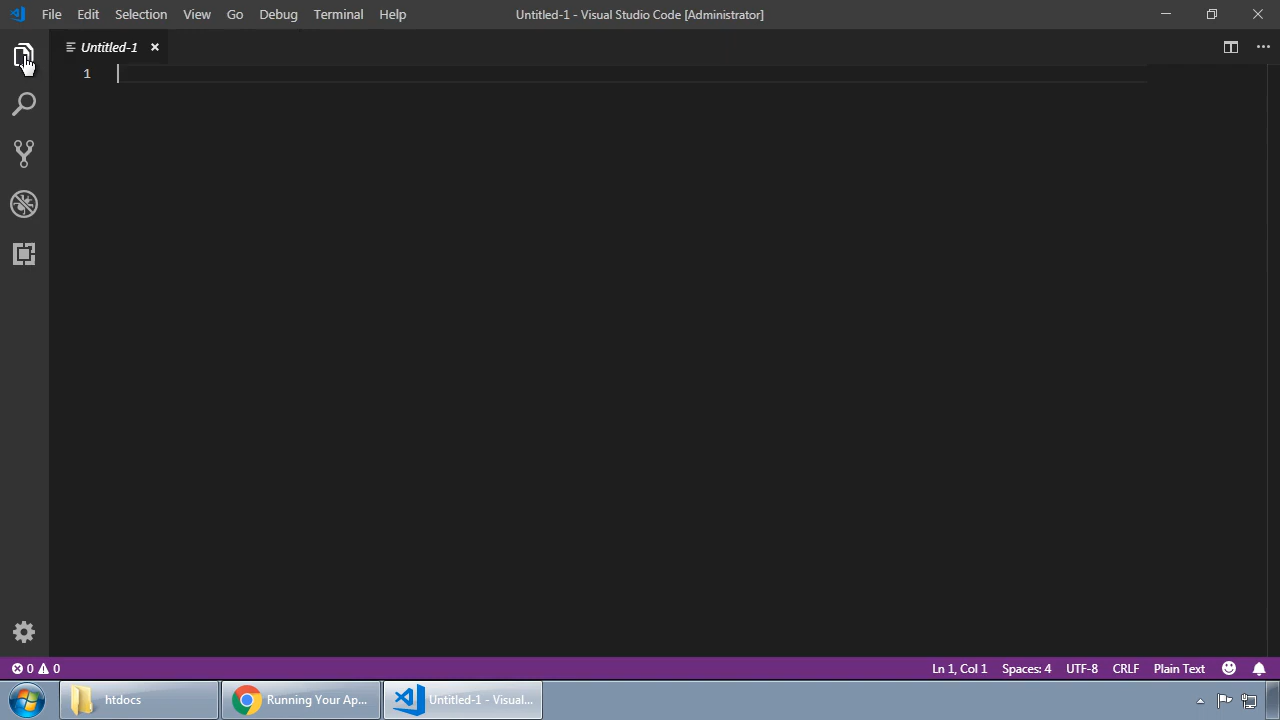 File Edit Selection View Go Debug Terminal Help Untitled-1 - Visual Studio Code [Administrator]
Untitled-1
1
0 0 Ln 1, Col 1 Spaces: 4 UTF-8 CRLF Plain Text
htdocs Running Your Ap... Untitled-1 - Visual...